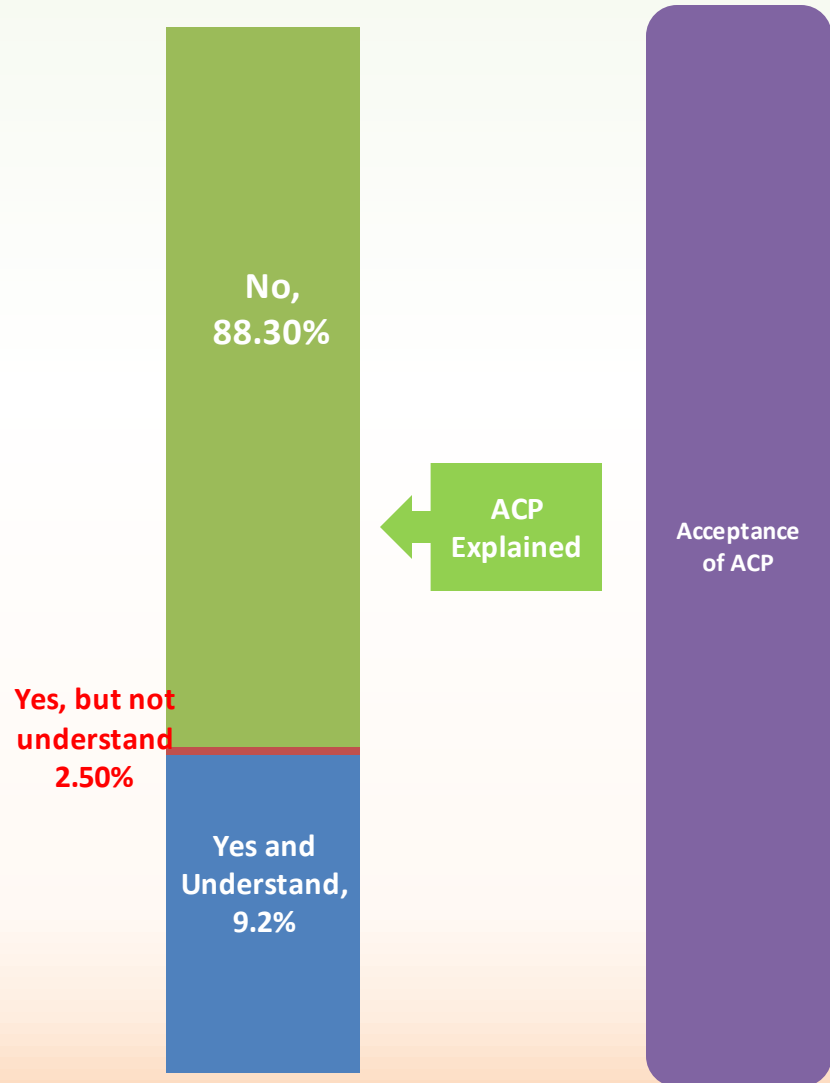 No,
88.30%
ACP
Explained
Acceptance
of ACP
Yes, but not
understand
2.50%
Yes and
Understand,
9.2%